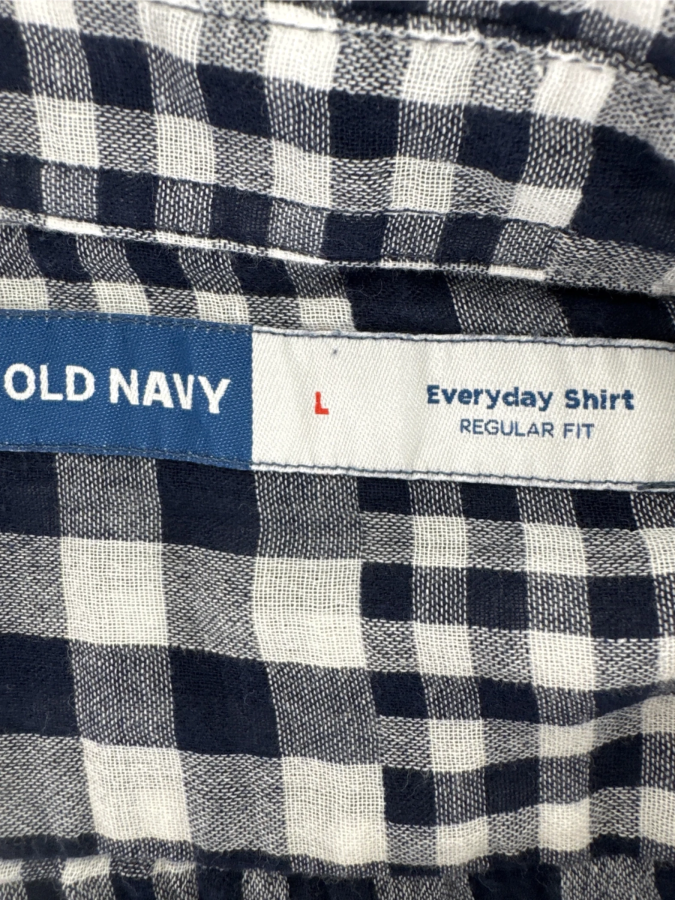 OLD NAVY
L
Everyday Shirt
REGULAR FIT